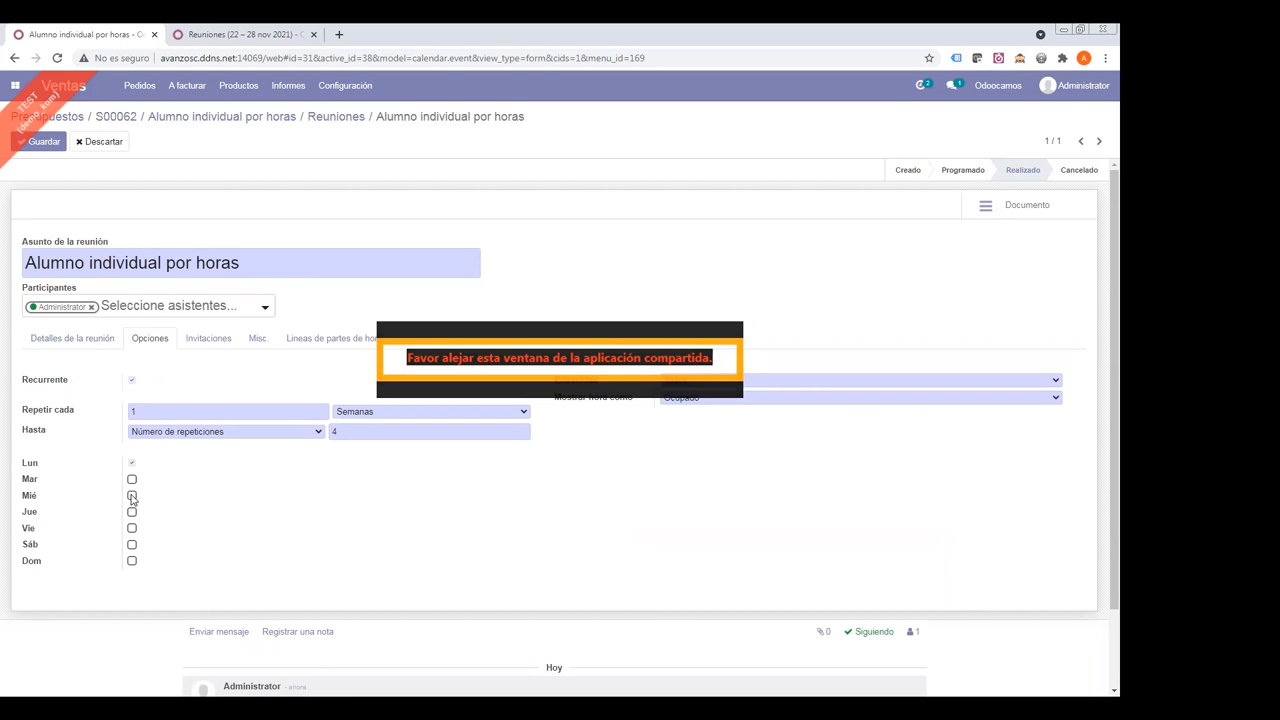 Alumno individual por horas - O
Reuniones (22 – 28 nov 2021) - O
No es seguro
avanzosc.ddns.net:14069/web#id=31&active_id=38&model=calendar.event&view_type=form&cids=1&menu_id=169
A
TEST
(demo_kom)
Ventas
Pedidos
A facturar
Productos
Informes
Configuración
2
1
Odoocamos
Administrator
Presupuestos / S00062 / Alumno individual por horas / Reuniones / Alumno individual por horas
Guardar
Descartar
1 / 1
Creado
Programado
Realizado
Cancelado
Documento
Asunto de la reunión
Alumno individual por horas
Participantes
Administrator
Seleccione asistentes...
Detalles de la reunión
Opciones
Invitaciones
Misc.
Lineas de partes de hor
Favor alejar esta ventana de la aplicación compartida.
Recurrente
Mostrar hora como
Ocupado
Repetir cada
1
Semanas
Hasta
Número de repeticiones
4
Lun
Mar
Mié
Jue
Vie
Sáb
Dom
Enviar mensaje
Registrar una nota
0
Siguiendo
1
Hoy
Administrator - ahora